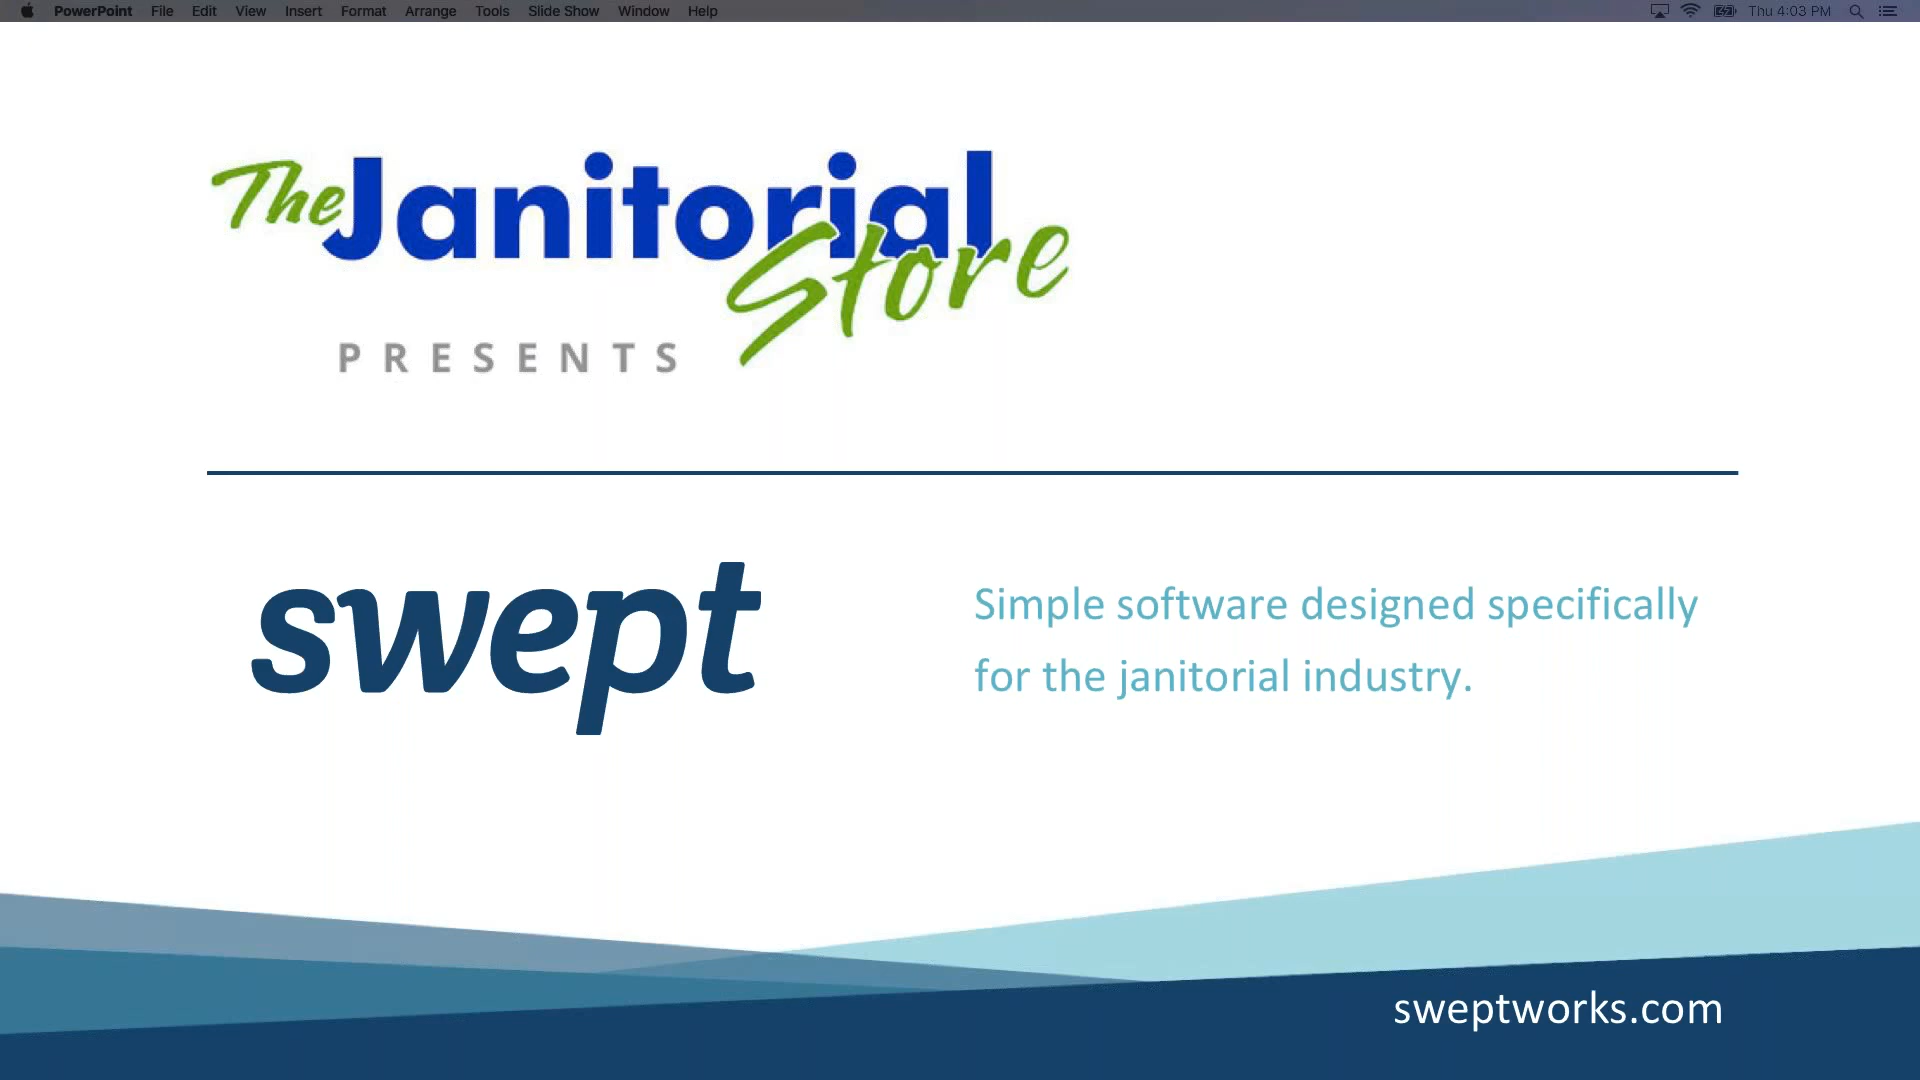 PowerPoint File Edit View Insert Format Arrange Tools Slide Show Window Help Thu 4:03 PM
The Janitorial Store
PRESENTS
swept
Simple software designed specifically
for the janitorial industry.
sweptworks.com